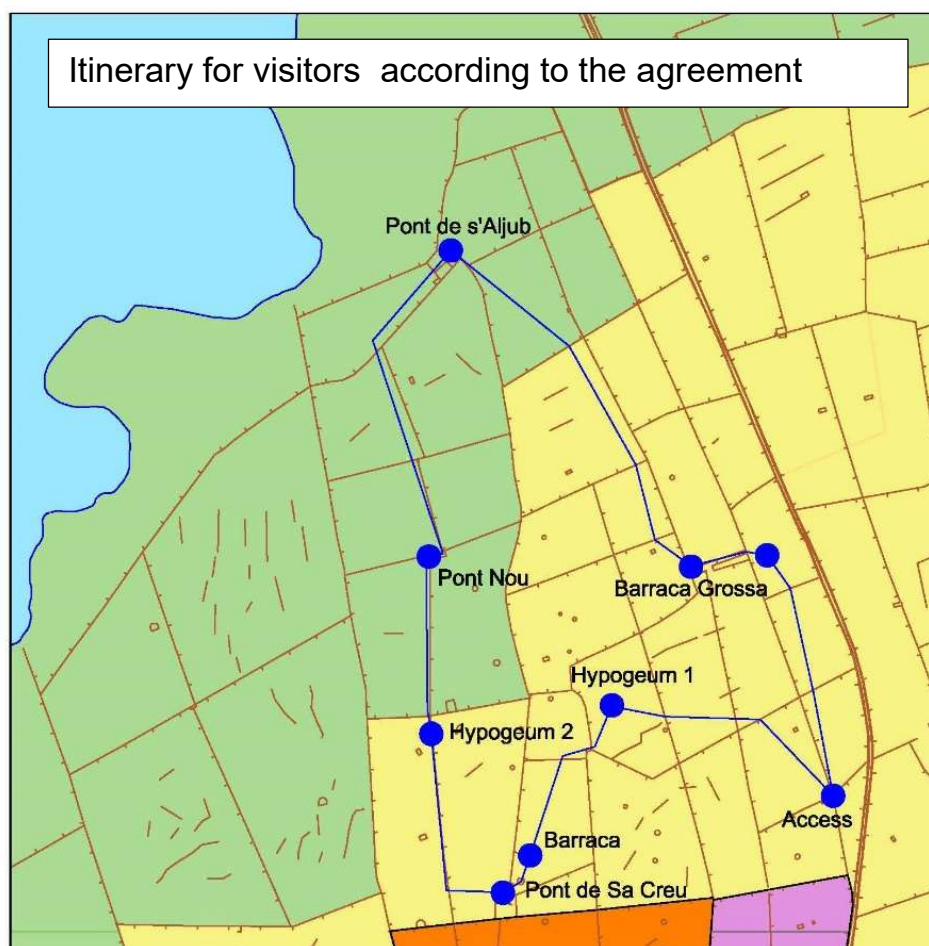 Itinerary for visitors according to the agreement
Pont de s'Aljub
Pont Nou
Barraca Grossa
Hypogeum 1
Hypogeum 2
Access
Barraca
Pont de Sa Creu